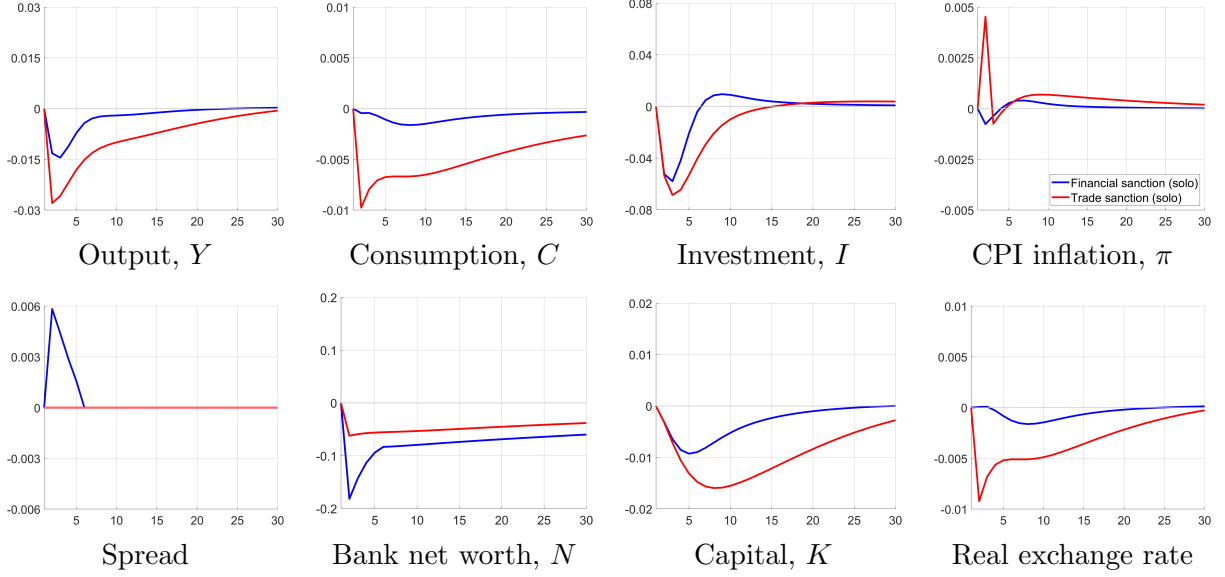 0.03
0.015
0
-0.015
-0.03
5 10 15 20 25 30
Output, Y
0.01
0.005
0
-0.005
-0.01
5 10 15 20 25 30
Consumption, C
0.08
0.04
0
-0.04
-0.08
5 10 15 20 25 30
Investment, I
0.005
0.0025
0
-0.0025
-0.005
5 10 15 20 25 30
Financial sanction (solo)
Trade sanction (solo)
CPI inflation, π
0.006
0.003
0
-0.003
-0.006
5 10 15 20 25 30
Spread
0.2
0.1
0
-0.1
-0.2
5 10 15 20 25 30
Bank net worth, N
0.02
0.01
0
-0.01
-0.02
5 10 15 20 25 30
Capital, K
0.01
0.005
0
-0.005
-0.01
5 10 15 20 25 30
Real exchange rate